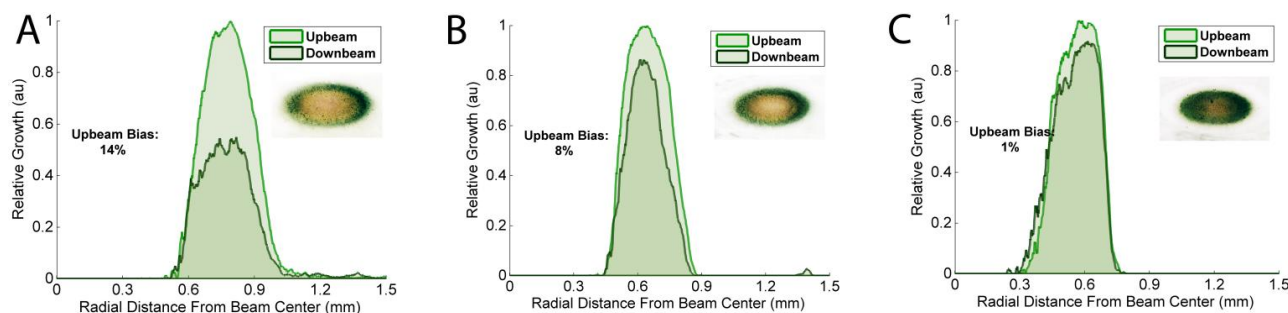 A
Relative Growth (au)
1
0.8
0.6
0.4
0.2
0
Upbeam
Downbeam
Upbeam Bias:
14%
0 0.3 0.6 0.9 1.2 1.5
Radial Distance From Beam Center (mm)
B
Relative Growth (au)
1
0.8
0.6
0.4
0.2
0
Upbeam
Downbeam
Upbeam Bias:
8%
0 0.3 0.6 0.9 1.2 1.5
Radial Distance From Beam Center (mm)
C
Relative Growth (au)
1
0.8
0.6
0.4
0.2
0
Upbeam
Downbeam
Upbeam Bias:
1%
0 0.3 0.6 0.9 1.2 1.5
Radial Distance From Beam Center (mm)